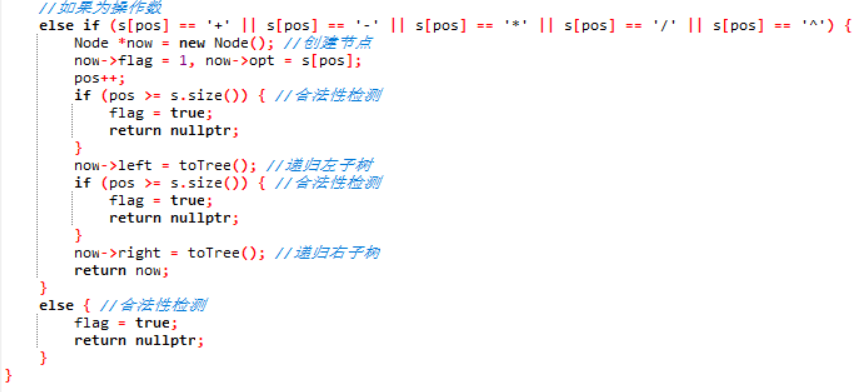 //如果为操作数
else if (s[pos] == '+' || s[pos] == '-' || s[pos] == '*' || s[pos] == '/' || s[pos] == '^') {
Node *now = new Node(); //创建节点
now->flag = 1, now->opt = s[pos];
pos++;
if (pos >= s.size()) { //合法性检测
flag = true;
return nullptr;
}
now->left = toTree(); //递归左子树
if (pos >= s.size()) { //合法性检测
flag = true;
return nullptr;
}
now->right = toTree(); //递归右子树
return now;
}
else { //合法性检测
flag = true;
return nullptr;
}
}